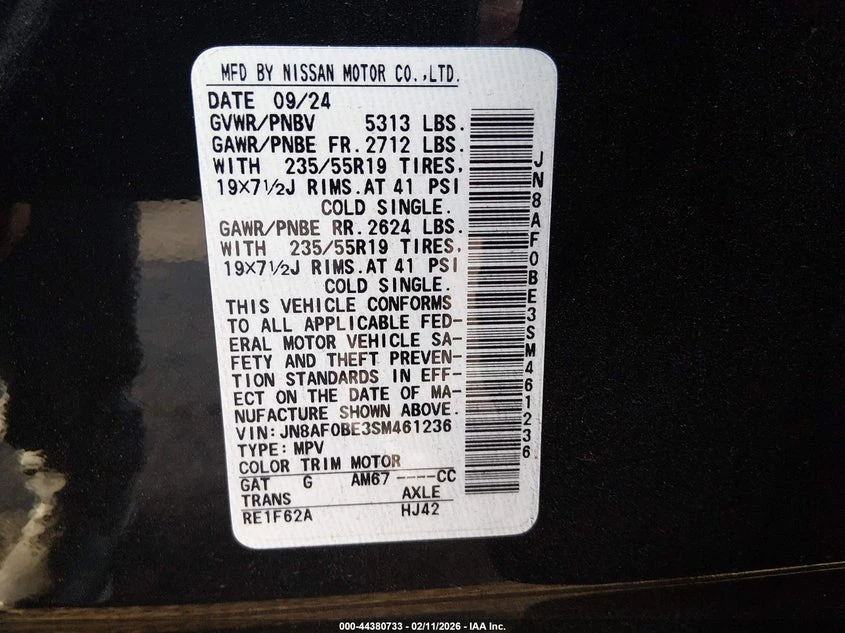 MFD BY NISSAN MOTOR CO.,LTD.
DATE 09/24
GVWR/PNBV 5313 LBS.
GAWR/PNBE FR. 2712 LBS.
WITH 235/55R19 TIRES,
19×7½J RIMS.AT 41 PSI
COLD SINGLE.
GAWR/PNBE RR. 2624 LBS.
WITH 235/55R19 TIRES,
19×7½J RIMS.AT 41 PSI
COLD SINGLE.
THIS VEHICLE CONFORMS
TO ALL APPLICABLE FED-
ERAL MOTOR VEHICLE SA-
FETY AND THEFT PREVEN-
TION STANDARDS IN EFF-
ECT ON THE DATE OF MA-
NUFACTURE SHOWN ABOVE.
VIN: JN8AF0BE3SM461236
TYPE: MPV
COLOR TRIM MOTOR
GAT G AM67 ----CC
TRANS AXLE
RE1F62A HJ42
JN8AF0BE3SM461236
000-44380733 - 02/11/2026 - IAA Inc.